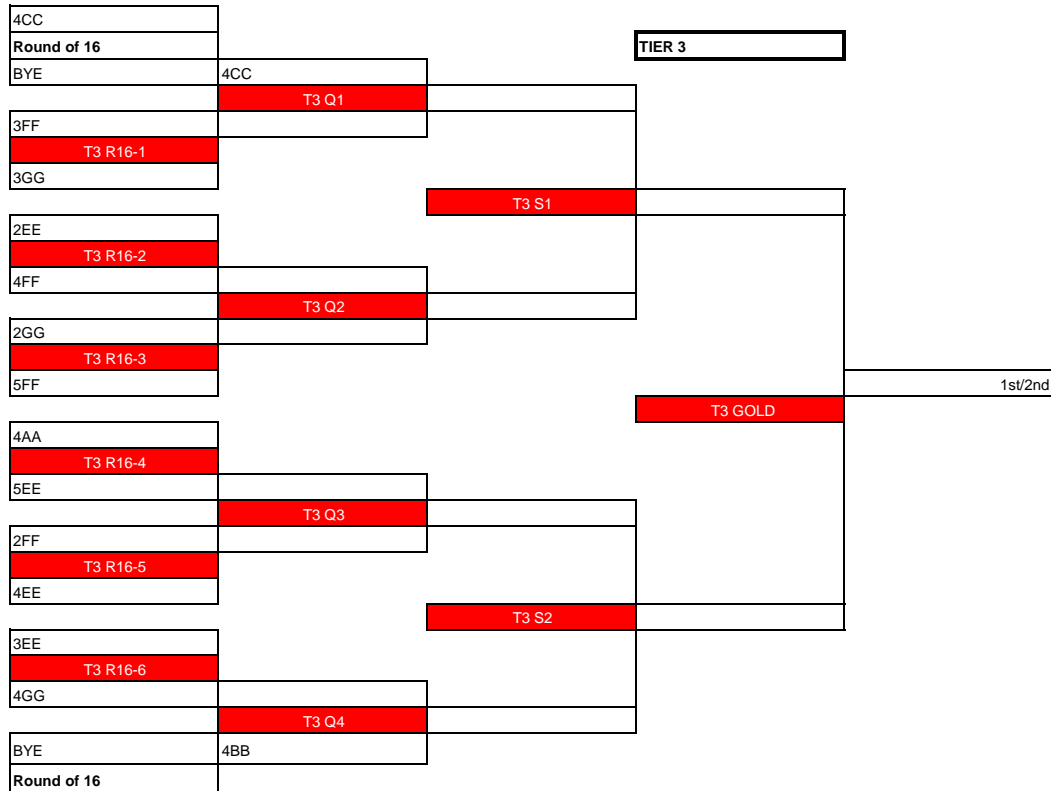 4CC
Round of 16
TIER 3
BYE
4CC
T3 Q1
3FF
T3 R16-1
3GG
T3 S1
2EE
T3 R16-2
4FF
T3 Q2
2GG
T3 R16-3
5FF
1st/2nd
T3 GOLD
4AA
T3 R16-4
5EE
T3 Q3
2FF
T3 R16-5
4EE
T3 S2
3EE
T3 R16-6
4GG
T3 Q4
BYE
4BB
Round of 16